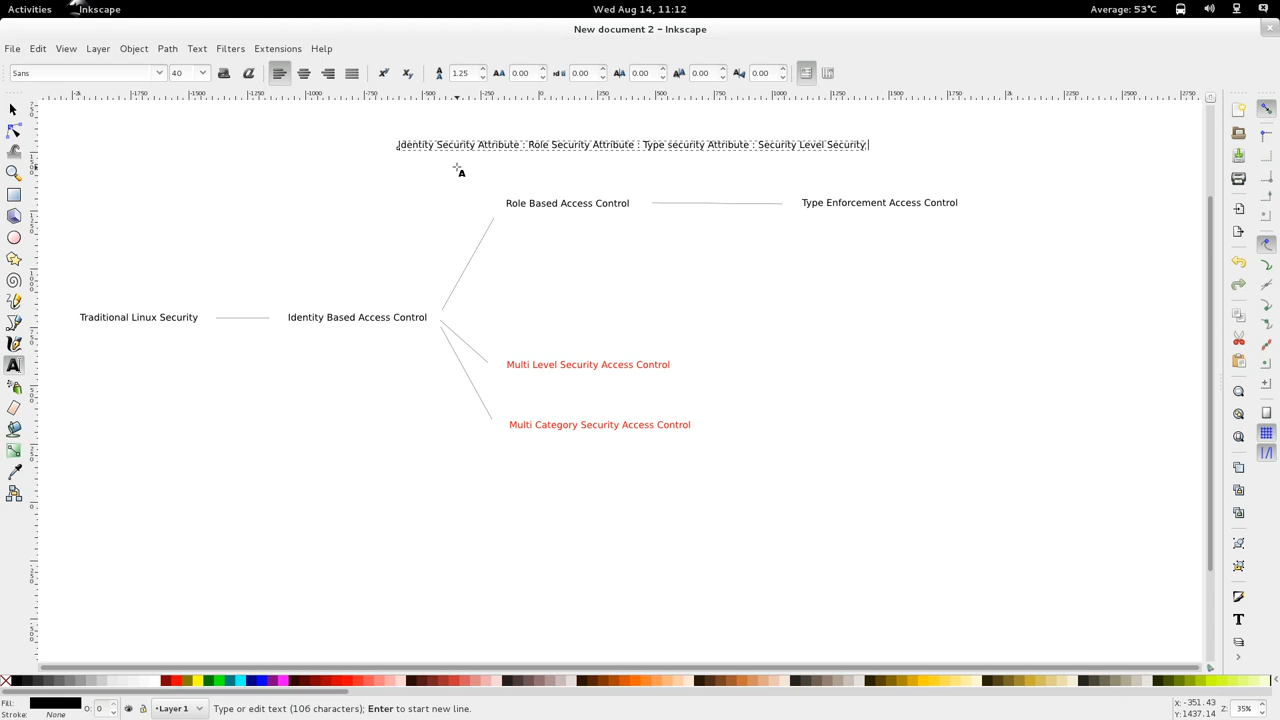 Activities Inkscape Wed Aug 14, 11:12 Average: 53°C
New document 2 - Inkscape
File Edit View Layer Object Path Text Filters Extensions Help
Sans 40 1.25 0.00 0.00 0.00 0.00 0.00
Identity Security Attribute : Role Security Attribute : Type security Attribute : Security Level Security
Role Based Access Control Type Enforcement Access Control
Traditional Linux Security Identity Based Access Control
Multi Level Security Access Control
Multi Category Security Access Control
Fill:
Stroke: None O: 0 •Layer 1 Type or edit text (106 characters); Enter to start new line. X: -351.43 Y:1437.14 Z: 35%